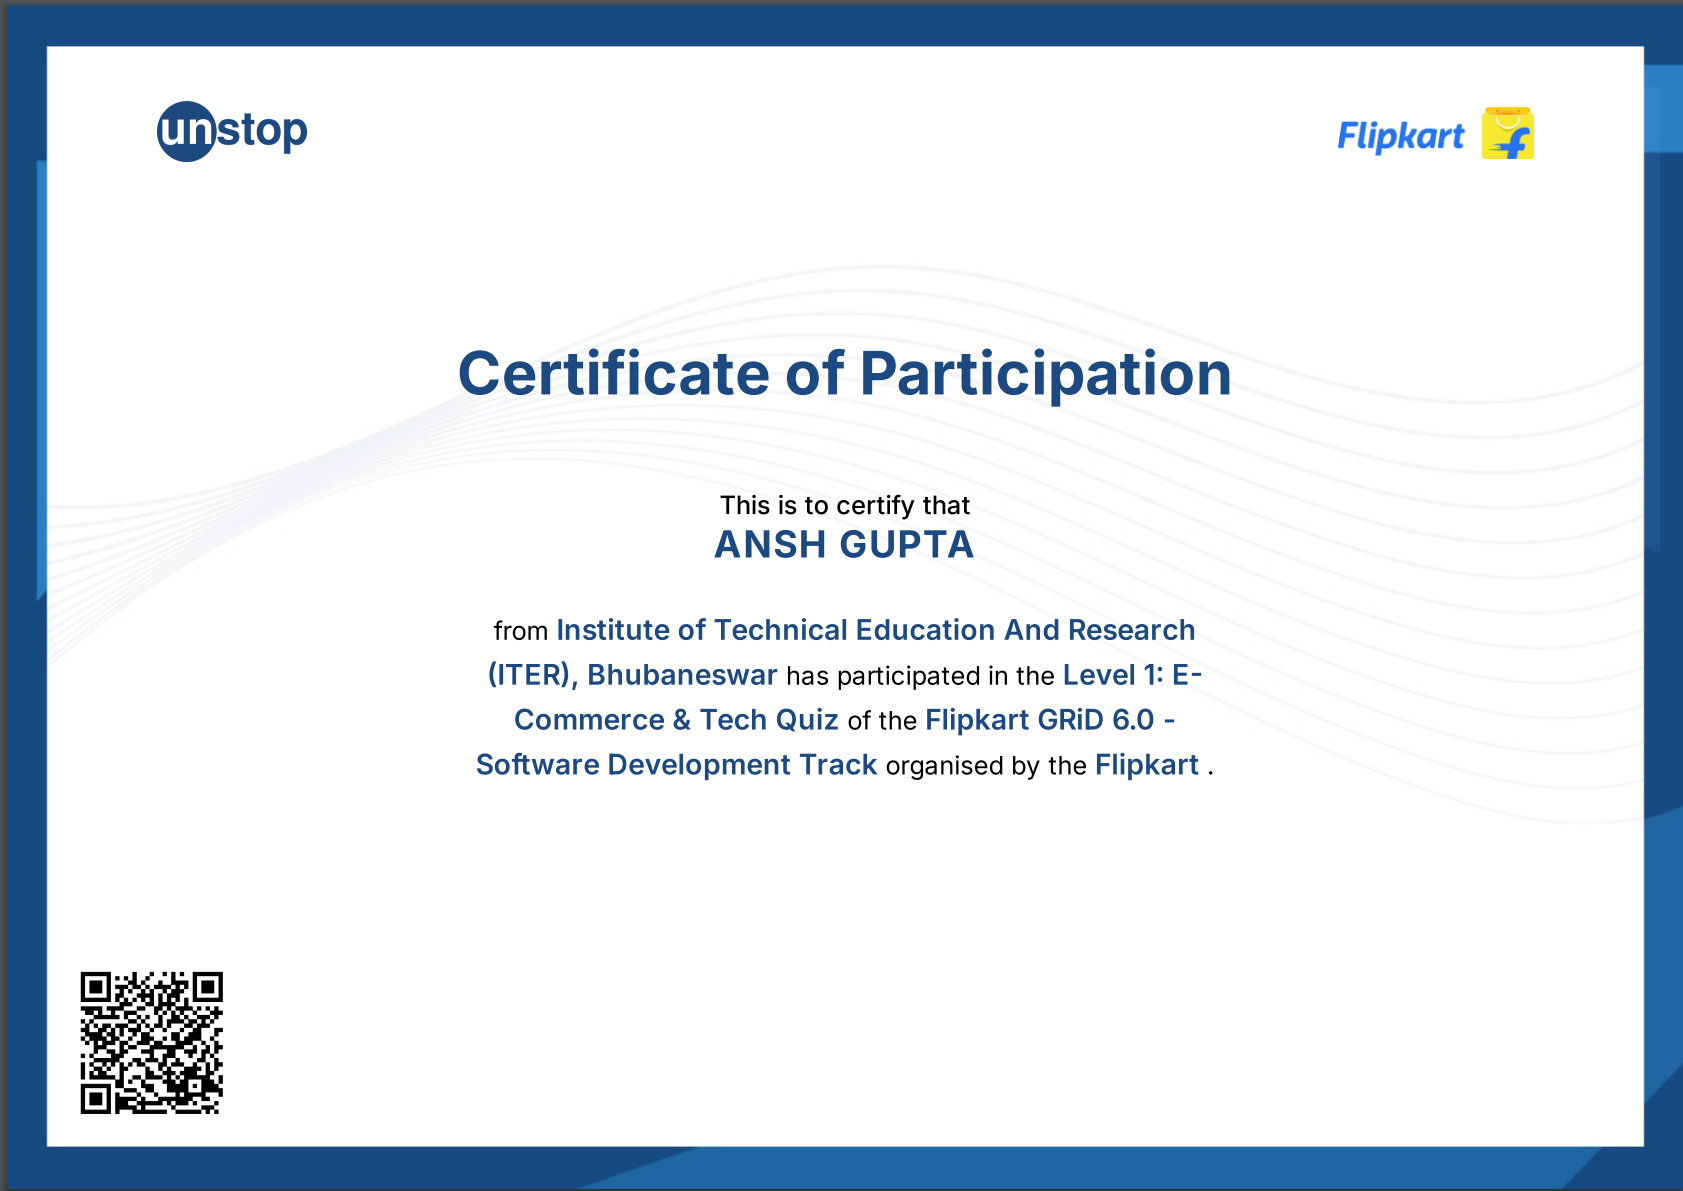 unstop
Flipkart
Certificate of Participation
This is to certify that
ANSH GUPTA
from Institute of Technical Education And Research
(ITER), Bhubaneswar has participated in the Level 1: E-
Commerce & Tech Quiz of the Flipkart GRiD 6.0 -
Software Development Track organised by the Flipkart .